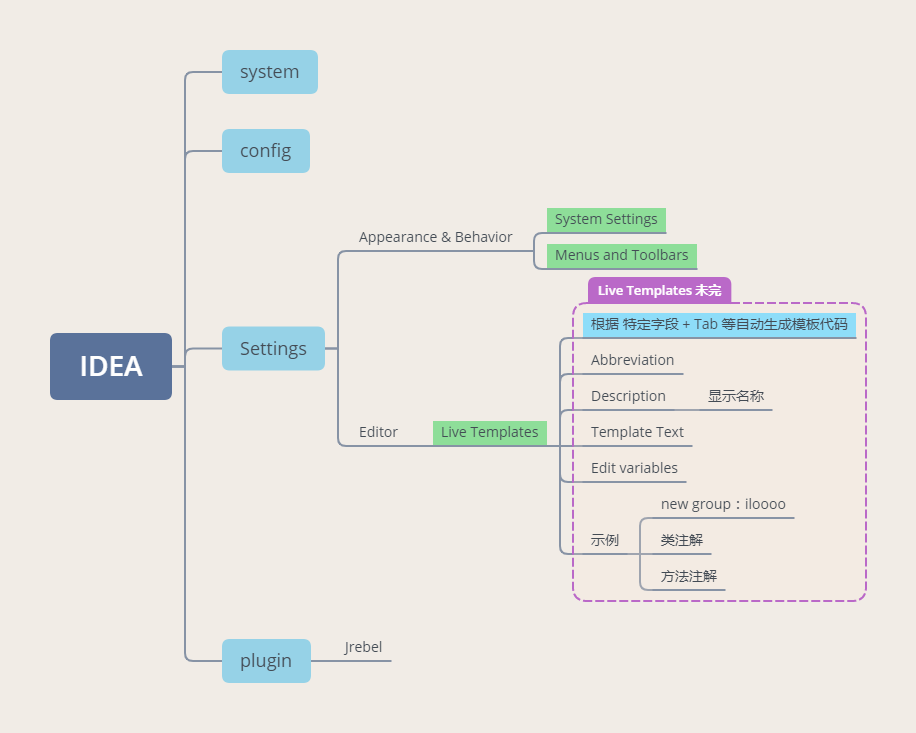 system
config
Appearance & Behavior
System Settings
Menus and Toolbars
Live Templates 未完
根据 特定字段 + Tab 等自动生成模板代码
IDEA
Settings
Abbreviation
Description
显示名称
Editor
Live Templates
Template Text
Edit variables
new group：iloooo
示例
类注解
方法注解
plugin
Jrebel